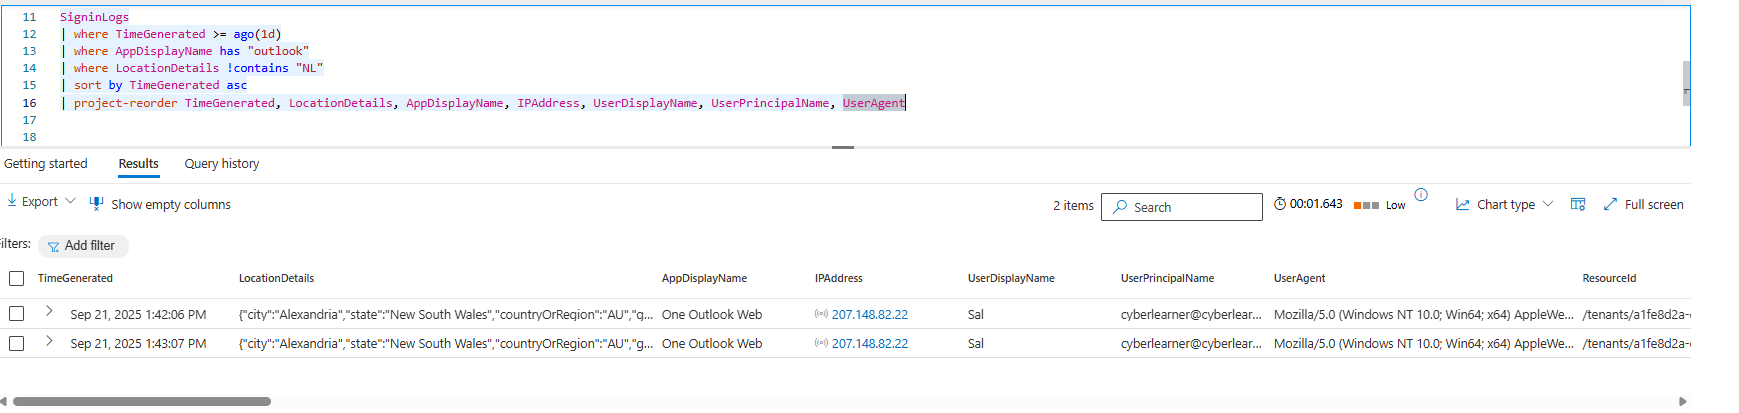 11 SigninLogs
12 | where TimeGenerated >= ago(1d)
13 | where AppDisplayName has "outlook"
14 | where LocationDetails !contains "NL"
15 | sort by TimeGenerated asc
16 | project-reorder TimeGenerated, LocationDetails, AppDisplayName, IPAddress, UserDisplayName, UserPrincipalName, UserAgent
17
18
Getting started Results Query history
Export Show empty columns 2 items Search 00:01.643 Low Chart type Full screen
ilters: Add filter
TimeGenerated LocationDetails AppDisplayName IPAddress UserDisplayName UserPrincipalName UserAgent ResourceId
Sep 21, 2025 1:42:06 PM {"city":"Alexandria","state":"New South Wales","countryOrRegion":"AU","g... One Outlook Web 207.148.82.22 Sal cyberlearner@cyberlear... Mozilla/5.0 (Windows NT 10.0; Win64; x64) AppleWe... /tenants/a1fe8d2a-
Sep 21, 2025 1:43:07 PM {"city":"Alexandria","state":"New South Wales","countryOrRegion":"AU","g... One Outlook Web 207.148.82.22 Sal cyberlearner@cyberlear... Mozilla/5.0 (Windows NT 10.0; Win64; x64) AppleWe... /tenants/a1fe8d2a-